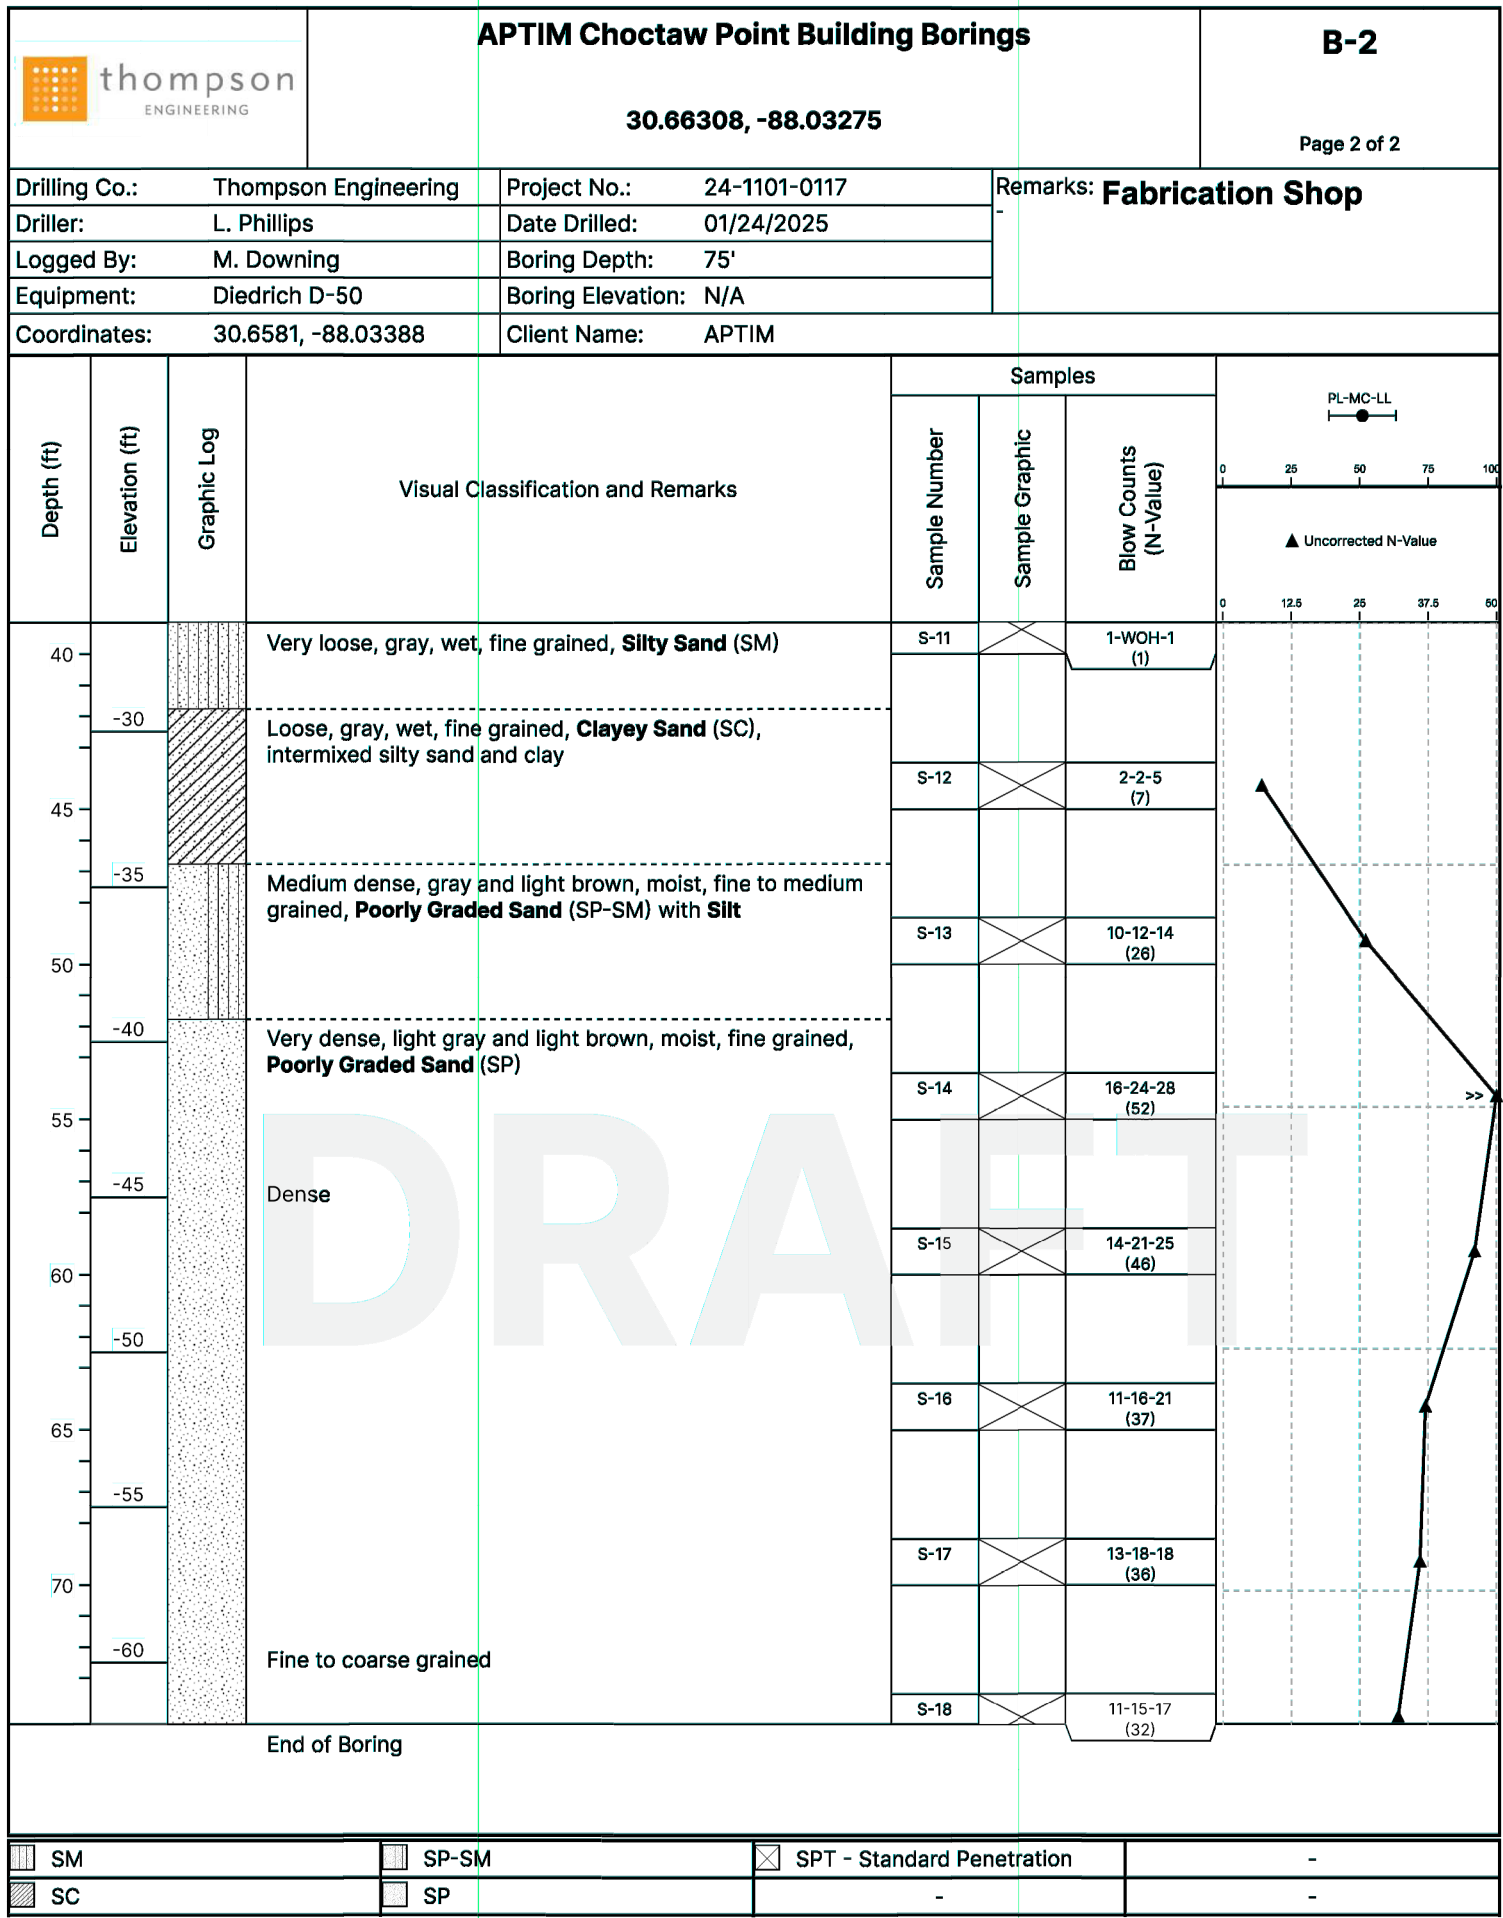 thompson
ENGINEERING
APTIM Choctaw Point Building Borings
30.66308, -88.03275
B-2
Page 2 of 2
Drilling Co.: Thompson Engineering
Project No.: 24-1101-0117
Remarks: Fabrication Shop
-
Driller: L. Phillips
Date Drilled: 01/24/2025
Logged By: M. Downing
Boring Depth: 75'
Equipment: Diedrich D-50
Boring Elevation: N/A
Coordinates: 30.6581, -88.03388
Client Name: APTIM
Depth (ft)
Elevation (ft)
Graphic Log
Visual Classification and Remarks
Samples
Sample Number
Sample Graphic
Blow Counts
(N-Value)
PL-MC-LL
0 25 50 75 100
Uncorrected N-Value
0 12.5 25 37.5 50
Very loose, gray, wet, fine grained, Silty Sand (SM)
S-11
1-WOH-1
(1)
40
-30
Loose, gray, wet, fine grained, Clayey Sand (SC),
intermixed silty sand and clay
S-12
2-2-5
(7)
45
-35
Medium dense, gray and light brown, moist, fine to medium
grained, Poorly Graded Sand (SP-SM) with Silt
S-13
10-12-14
(26)
50
-40
Very dense, light gray and light brown, moist, fine grained,
Poorly Graded Sand (SP)
S-14
16-24-28
(52)
>>
55
DRAFT
-45
Dense
S-15
14-21-25
(46)
60
-50
S-16
11-16-21
(37)
65
-55
S-17
13-18-18
(36)
70
-60
Fine to coarse grained
S-18
11-15-17
(32)
End of Boring
SM
SP-SM
SPT - Standard Penetration
-
SC
SP
-
-